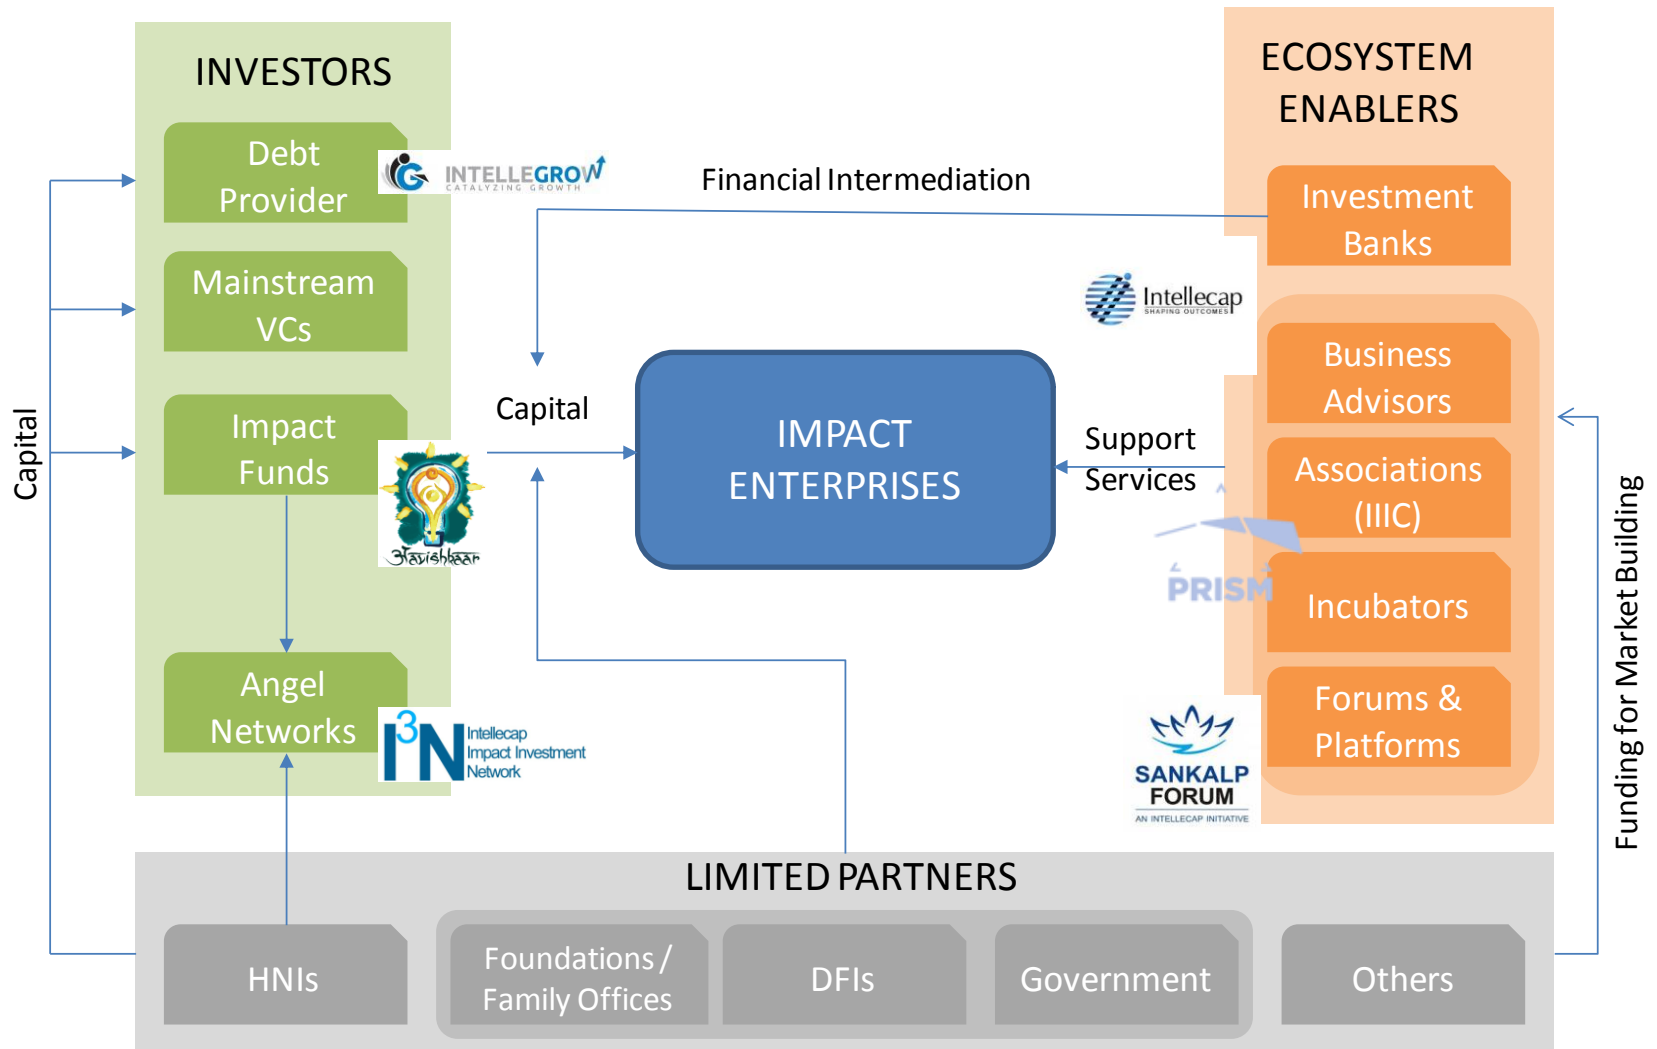 INVESTORS
Debt
Provider
INTELLEGROW
CATALYZING GROWTH
Mainstream
VCs
Impact
Funds
आavishkaar
Angel
Networks
I3N
Intellecap
Impact Investment
Network
Capital
Financial Intermediation
Capital
IMPACT
ENTERPRISES
Support
Services
ECOSYSTEM
ENABLERS
Investment
Banks
Intellecap
SHAPING OUTCOMES
Business
Advisors
Associations
(IIIC)
PRISM
Incubators
Forums &
Platforms
SANKALP
FORUM
AN INTELLECAP INITIATIVE
Funding for Market Building
LIMITED PARTNERS
HNIs
Foundations /
Family Offices
DFIs
Government
Others